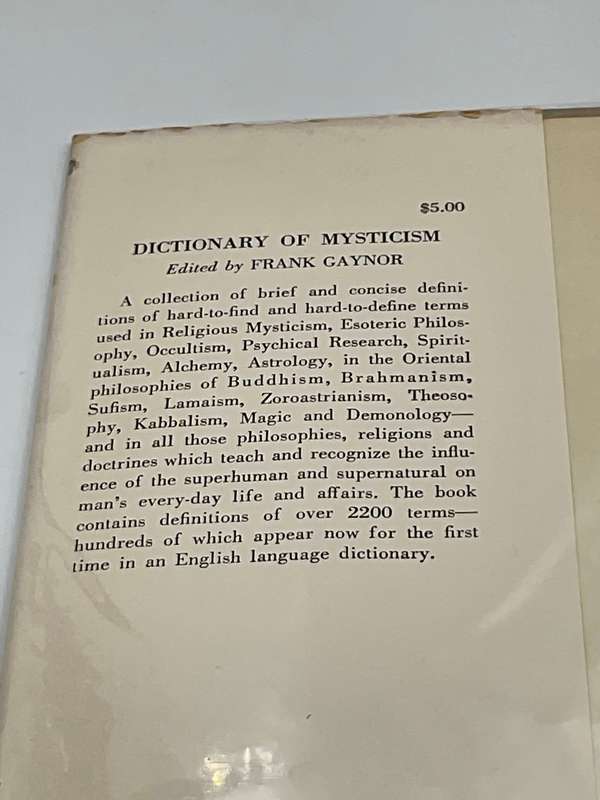 $5.00
DICTIONARY OF MYSTICISM
Edited by FRANK GAYNOR
A collection of brief and concise defini-
tions of hard-to-find and hard-to-define terms
used in Religious Mysticism, Esoteric Philos-
ophy, Occultism, Psychical Research, Spirit-
ualism, Alchemy, Astrology, in the Oriental
philosophies of Buddhism, Brahmanism,
Sufism, Lamaism, Zoroastrianism, Theoso-
phy, Kabbalism, Magic and Demonology—
and in all those philosophies, religions and
doctrines which teach and recognize the influ-
ence of the superhuman and supernatural on
man's every-day life and affairs. The book
contains definitions of over 2200 terms—
hundreds of which appear now for the first
time in an English language dictionary.